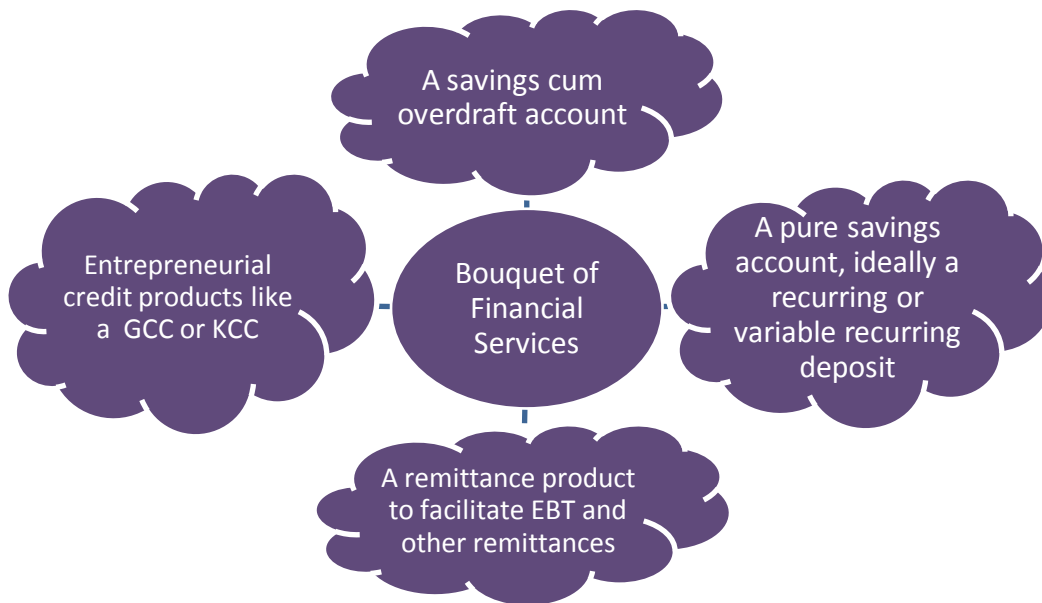 A savings cum
overdraft account
Entrepreneurial
credit products like
a GCC or KCC
Bouquet of
Financial
Services
A pure savings
account, ideally a
recurring or
variable recurring
deposit
A remittance product
to facilitate EBT and
other remittances